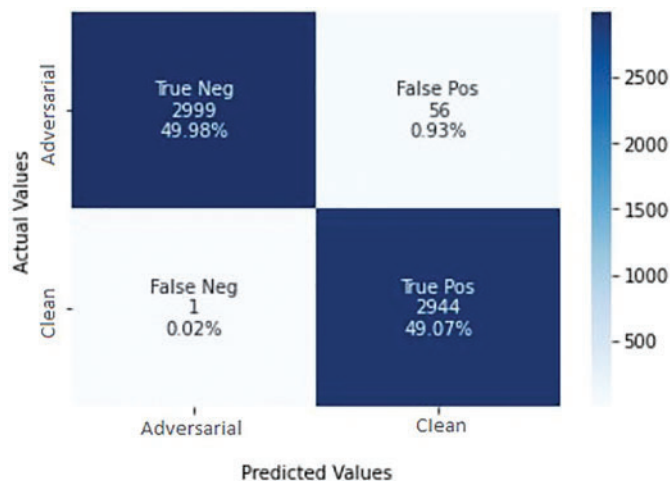 True Neg
2999
49.98%
False Pos
56
0.93%
False Neg
1
0.02%
True Pos
2944
49.07%
Adversarial
Clean
Actual Values
Adversarial
Clean
Predicted Values
2500
2000
1500
1000
500